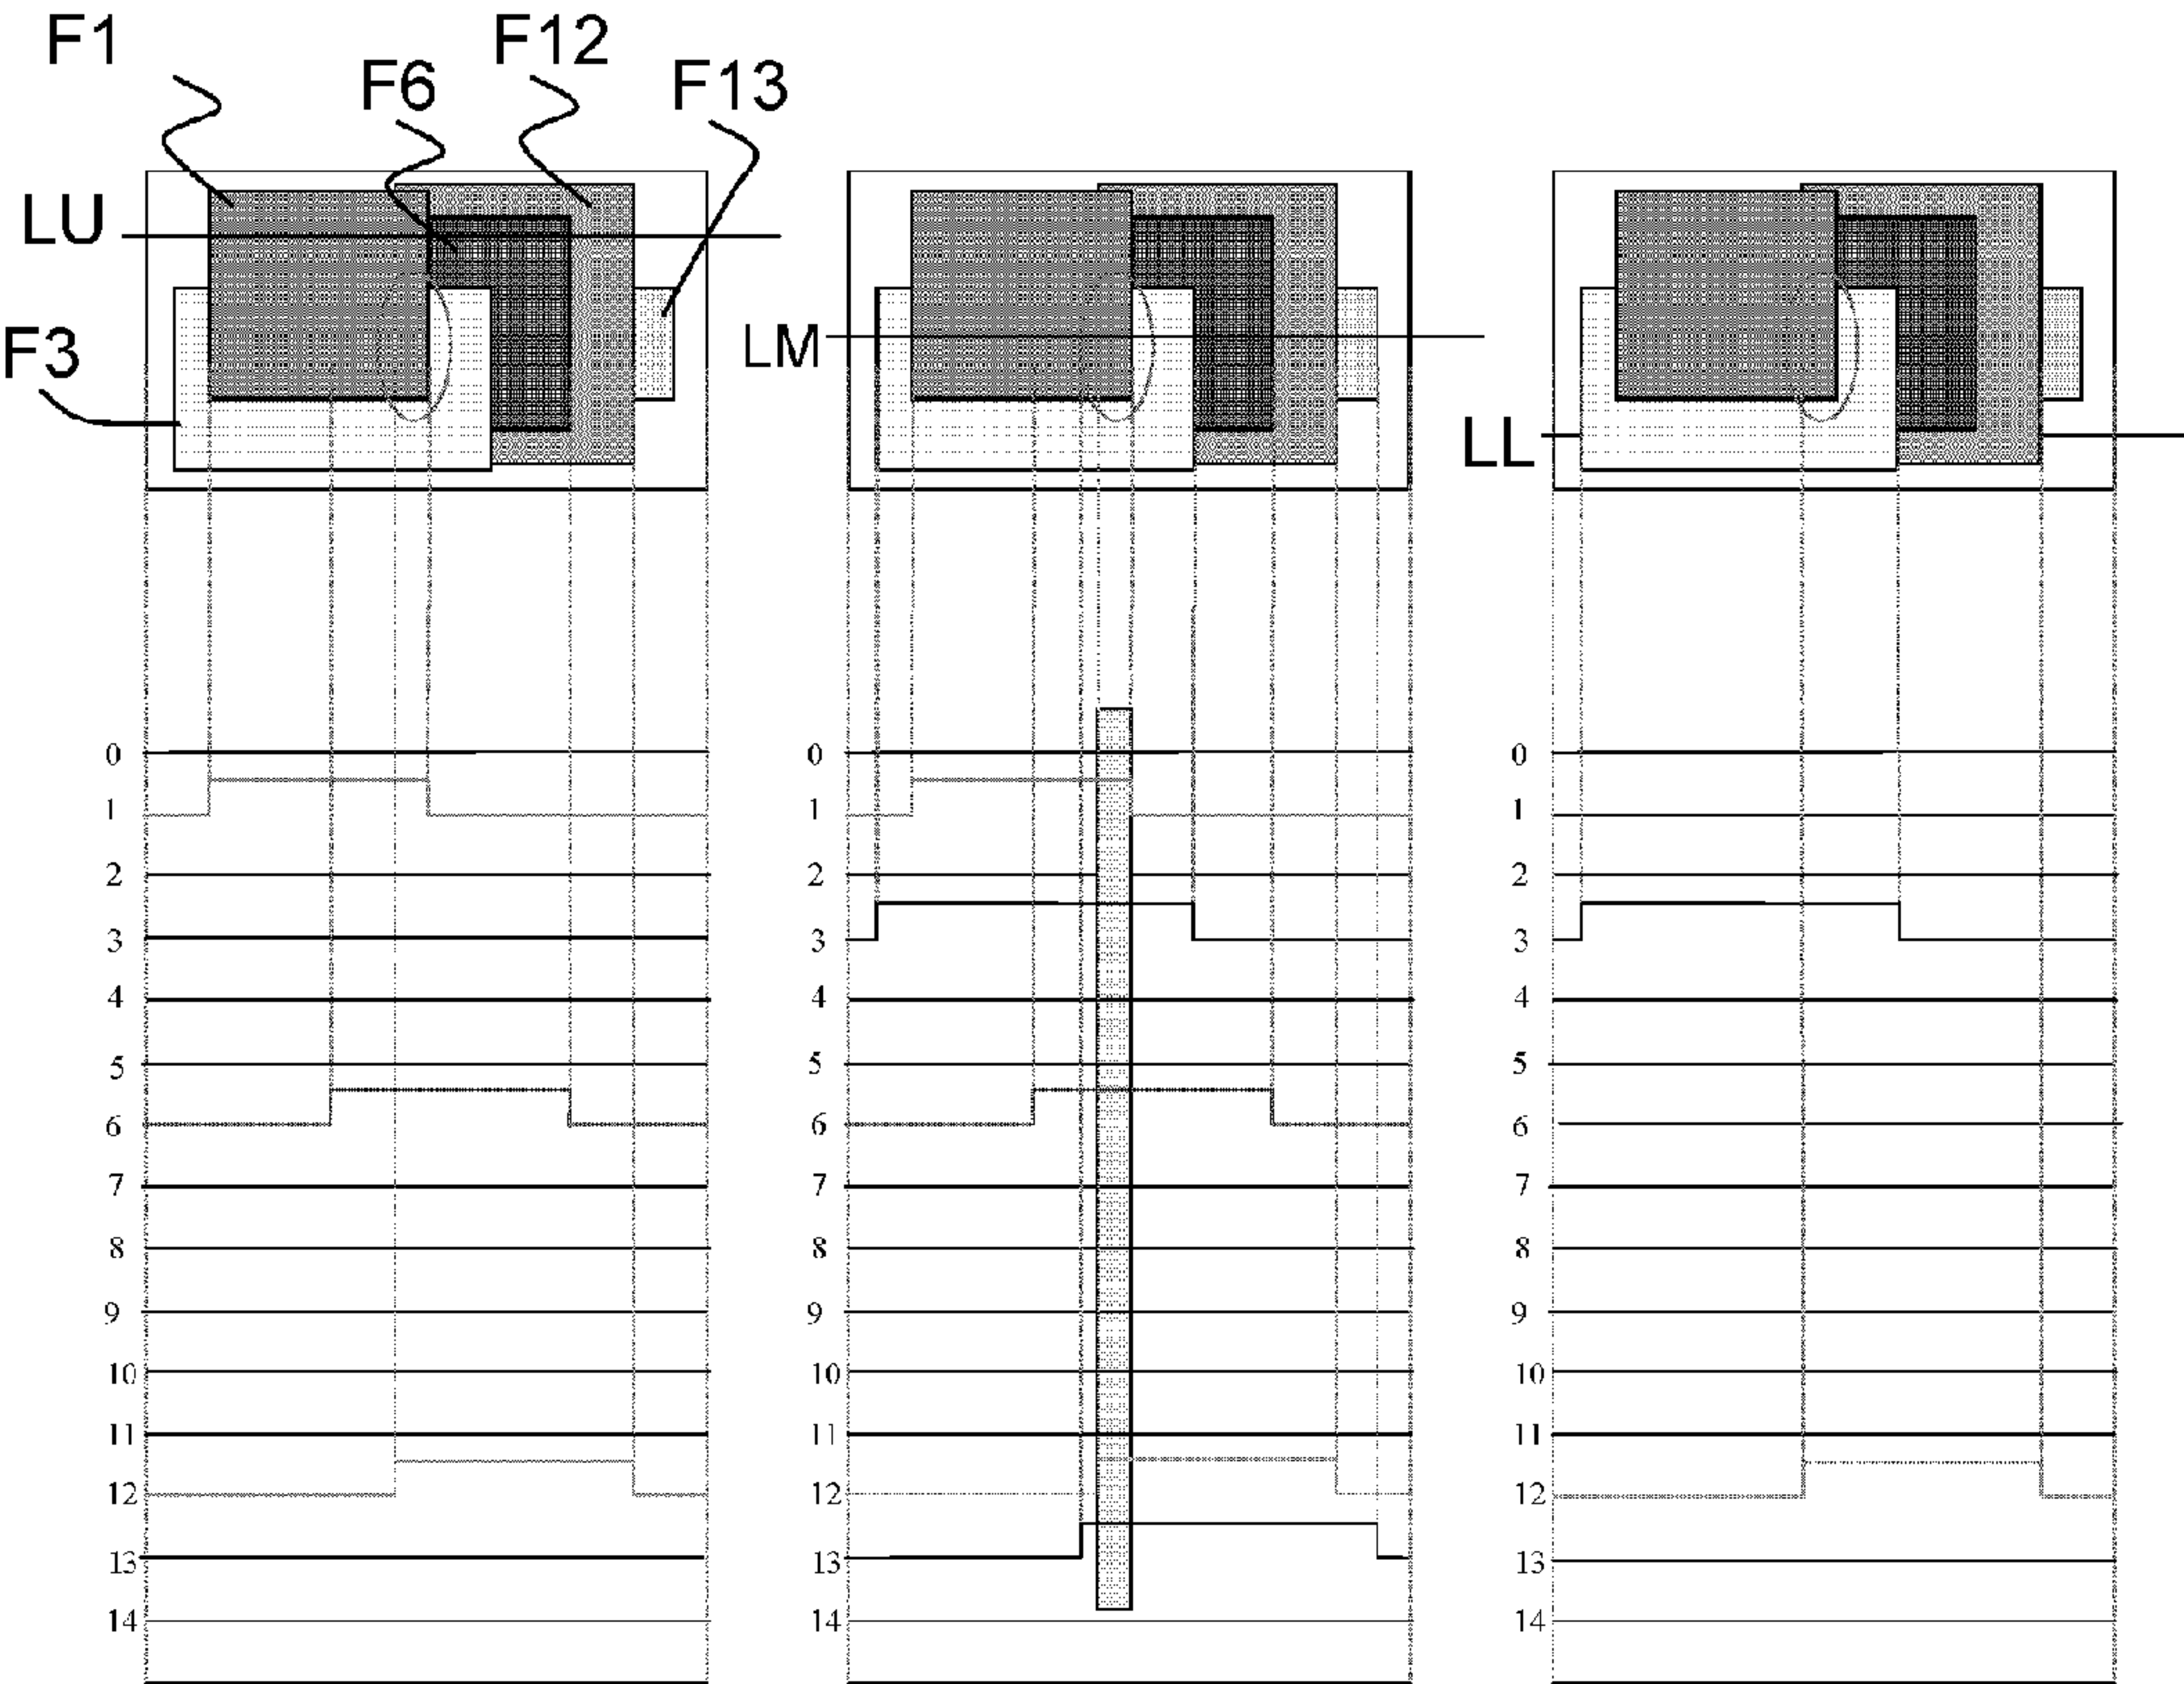 F1
F12
F6
F13
LU
F3
LM
LL
0 0 0
1 1 1
2 2 2
3 3 3
4 4 4
5 5 5
6 6 6
7 7 7
8 8 8
9 9 9
10 10 10
11 11 11
12 12 12
13 13 13
14 14 14